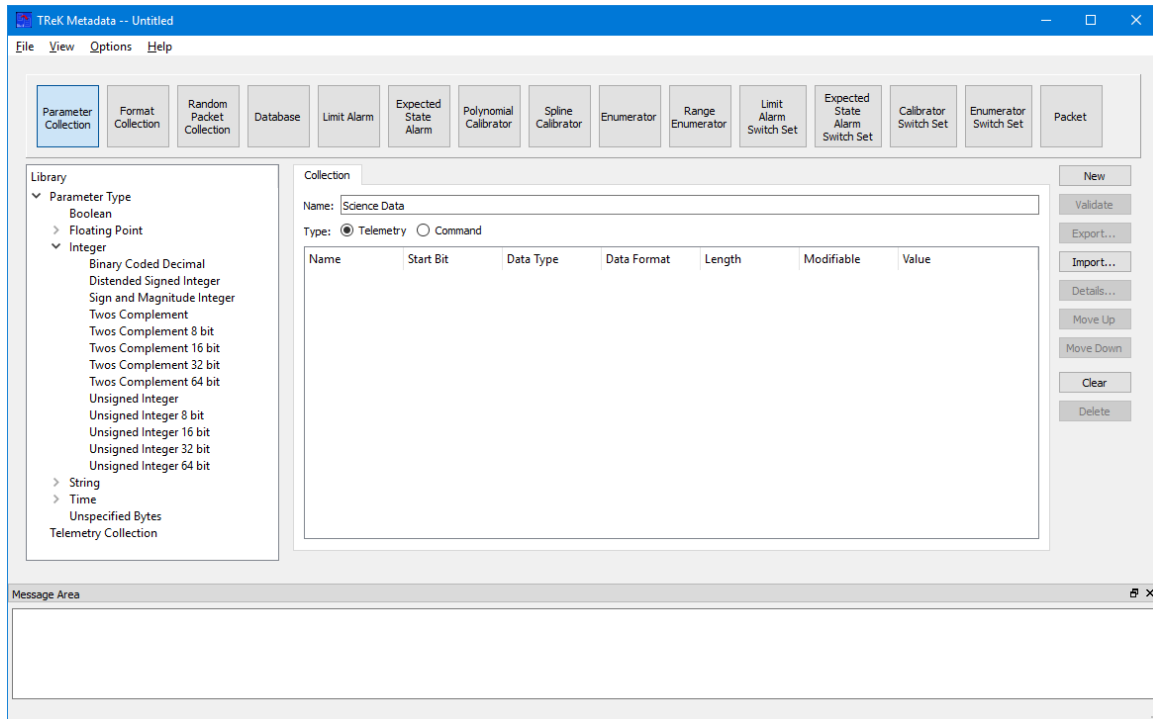 TReK Metadata -- Untitled
File View Options Help
Parameter Collection
Format Collection
Random Packet Collection
Database
Limit Alarm
Expected State Alarm
Polynomial Calibrator
Spline Calibrator
Enumerator
Range Enumerator
Limit Alarm Switch Set
Expected State Alarm Switch Set
Calibrator Switch Set
Enumerator Switch Set
Packet
Library
Parameter Type
Boolean
Floating Point
Integer
Binary Coded Decimal
Distended Signed Integer
Sign and Magnitude Integer
Twos Complement
Twos Complement 8 bit
Twos Complement 16 bit
Twos Complement 32 bit
Twos Complement 64 bit
Unsigned Integer
Unsigned Integer 8 bit
Unsigned Integer 16 bit
Unsigned Integer 32 bit
Unsigned Integer 64 bit
String
Time
Unspecified Bytes
Telemetry Collection
Collection
Name: Science Data
Type: Telemetry Command
Name Start Bit Data Type Data Format Length Modifiable Value
New
Validate
Export...
Import...
Details...
Move Up
Move Down
Clear
Delete
Message Area